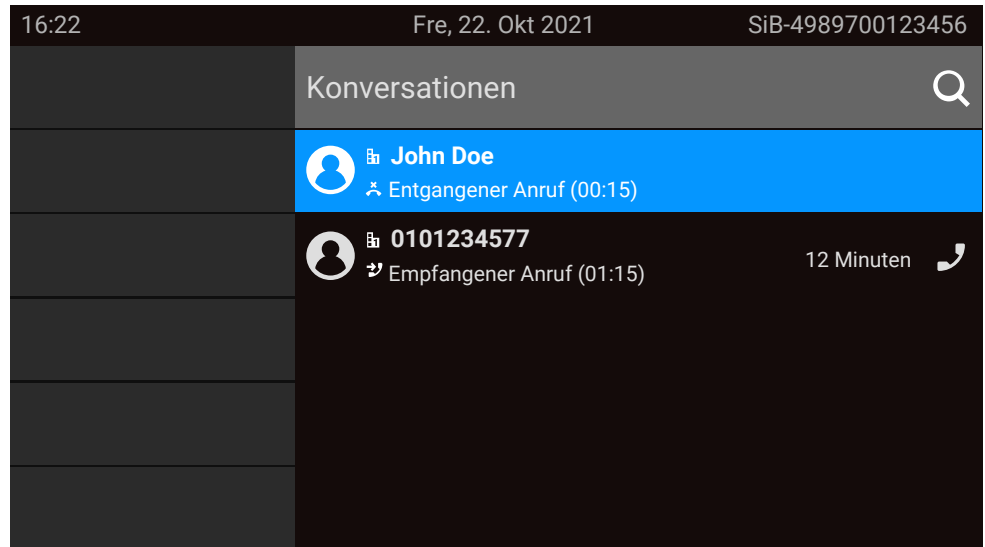 16:22 Fre, 22. Okt 2021 SiB-4989700123456
Konversationen
John Doe
Entgangener Anruf (00:15)
0101234577
Empfangener Anruf (01:15)
12 Minuten